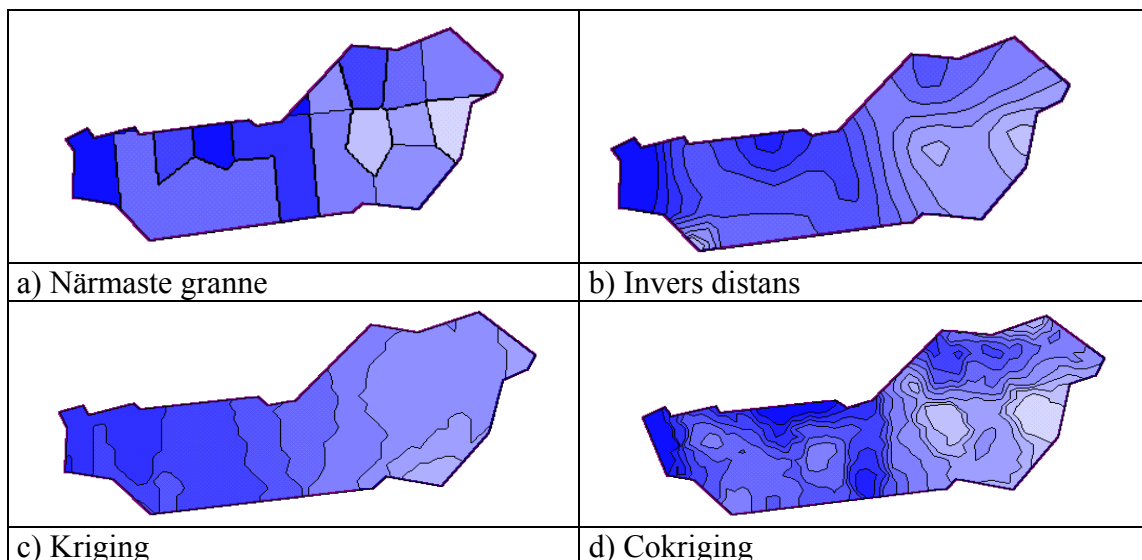 a) Närmaste granne
b) Invers distans
c) Kriging
d) Cokriging